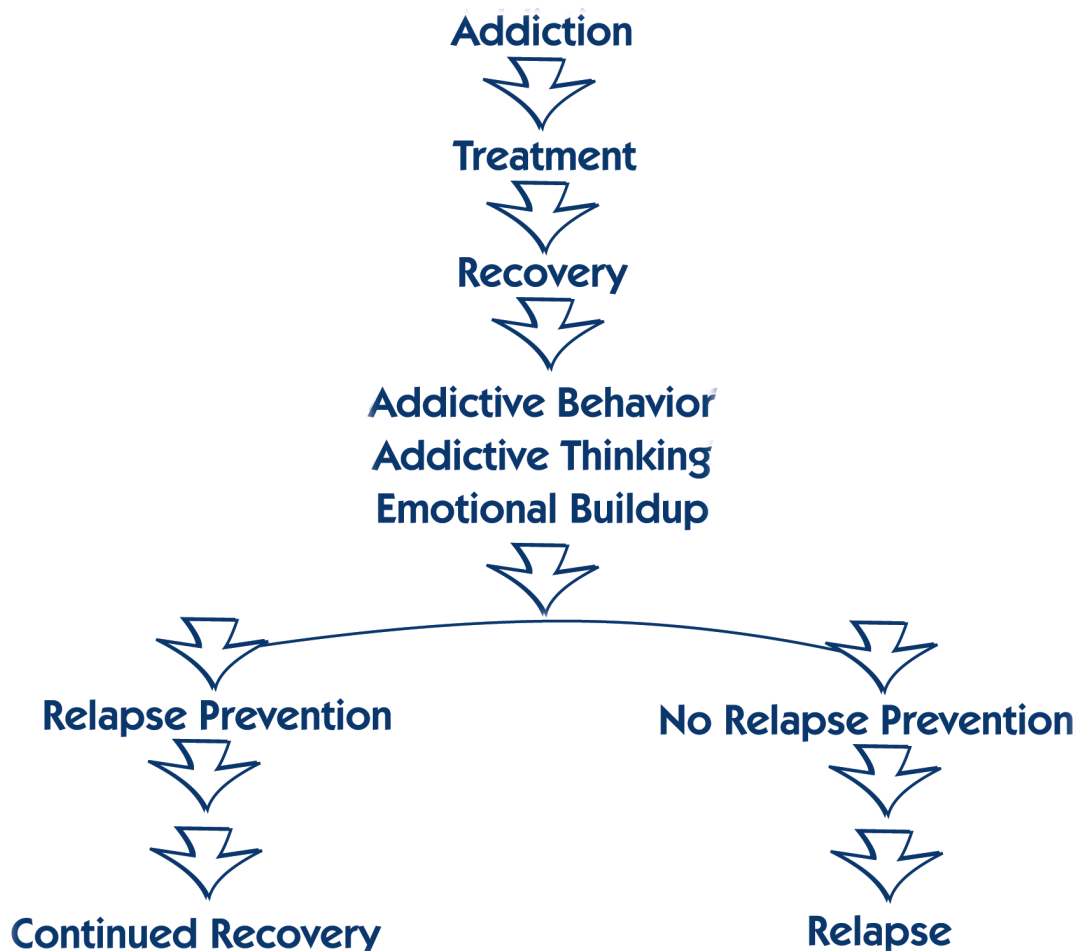 Addiction
Treatment
Recovery
Addictive Behavior
Addictive Thinking
Emotional Buildup
Relapse Prevention
No Relapse Prevention
Continued Recovery
Relapse